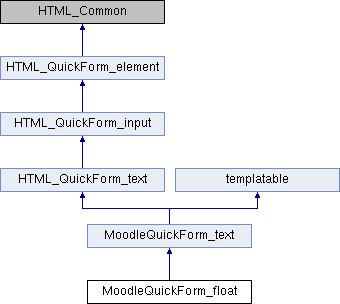 HTML_Common
HTML_QuickForm_element
HTML_QuickForm_input
HTML_QuickForm_text
templatable
MoodleQuickForm_text
MoodleQuickForm_float